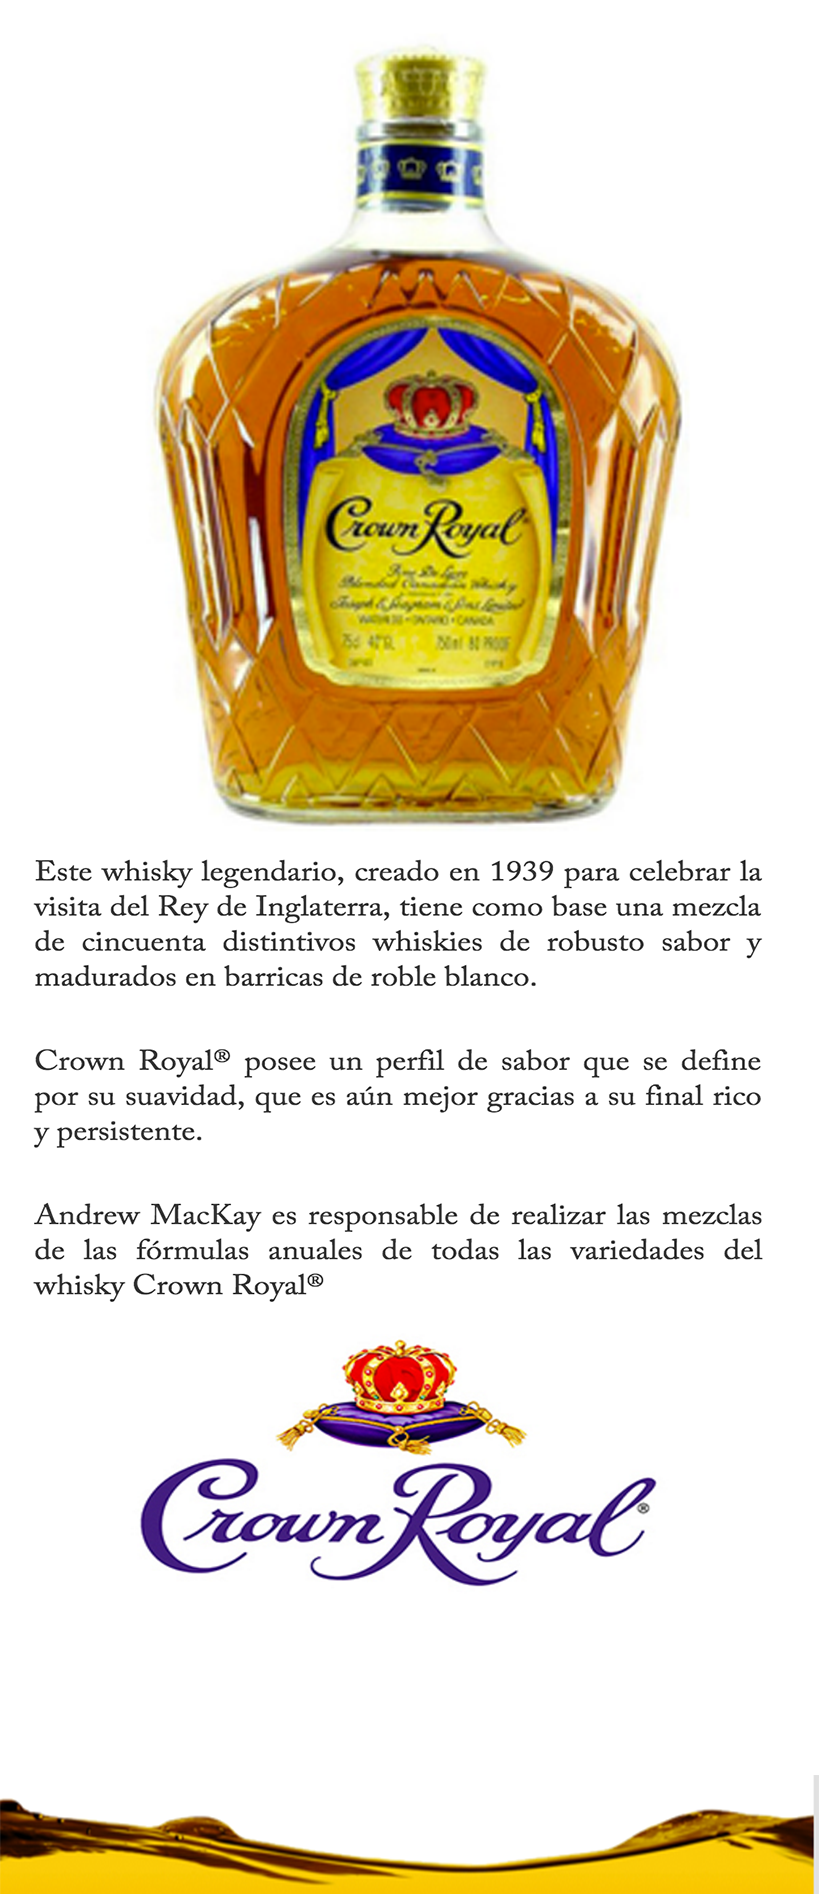 Crown Royal
Fine De Luxe
Blended Canadian Whisky
Joseph E. Seagram & Sons Limited
WATERLOO • ONTARIO • CANADA
75cl 40°GL 750ml 80 PROOF
Este whisky legendario, creado en 1939 para celebrar la
visita del Rey de Inglaterra, tiene como base una mezcla
de cincuenta distintivos whiskies de robusto sabor y
madurados en barricas de roble blanco.
Crown Royal® posee un perfil de sabor que se define
por su suavidad, que es aún mejor gracias a su final rico
y persistente.
Andrew MacKay es responsable de realizar las mezclas
de las fórmulas anuales de todas las variedades del
whisky Crown Royal®
Crown Royal®